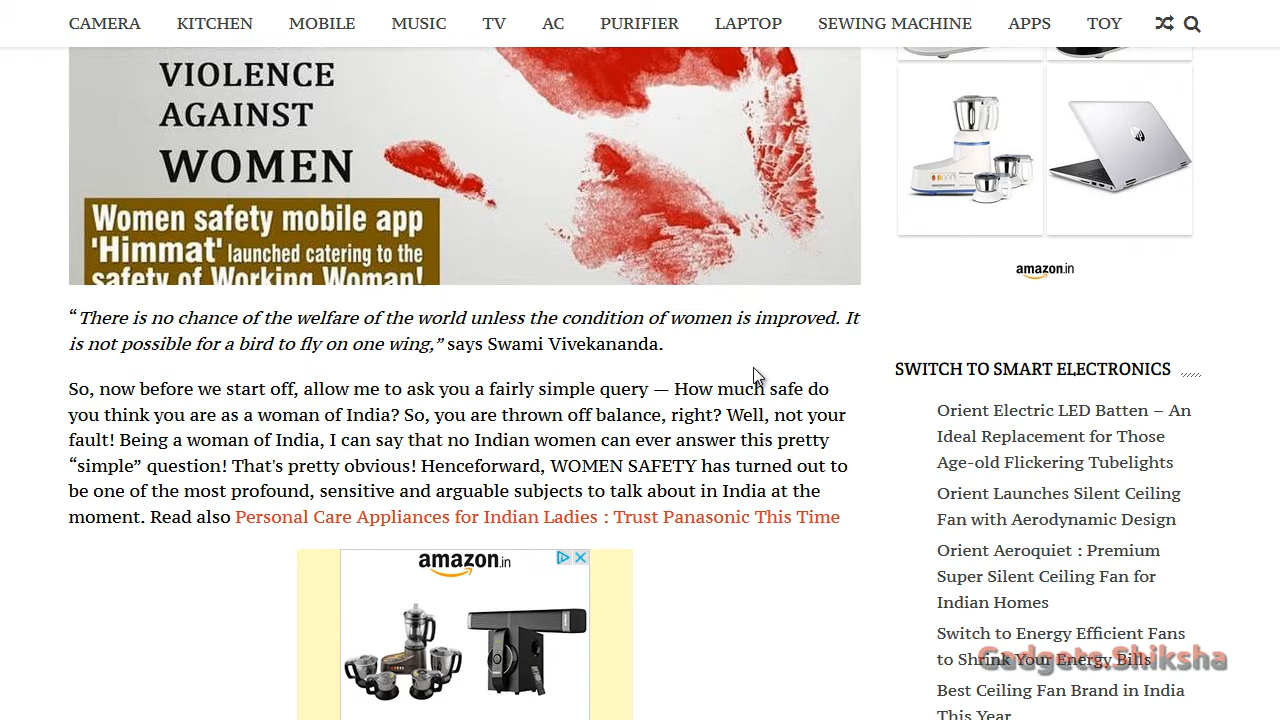 CAMERA KITCHEN MOBILE MUSIC TV AC PURIFIER LAPTOP SEWING MACHINE APPS TOY
VIOLENCE
AGAINST
WOMEN
Women safety mobile app
'Himmat' launched catering to the
safety of Working Woman!
“There is no chance of the welfare of the world unless the condition of women is improved. It
is not possible for a bird to fly on one wing,” says Swami Vivekananda.
So, now before we start off, allow me to ask you a fairly simple query — How much safe do
you think you are as a woman of India? So, you are thrown off balance, right? Well, not your
fault! Being a woman of India, I can say that no Indian women can ever answer this pretty
“simple” question! That's pretty obvious! Henceforward, WOMEN SAFETY has turned out to
be one of the most profound, sensitive and arguable subjects to talk about in India at the
moment. Read also Personal Care Appliances for Indian Ladies : Trust Panasonic This Time
amazon.in
amazon.in
SWITCH TO SMART ELECTRONICS
Orient Electric LED Batten – An
Ideal Replacement for Those
Age-old Flickering Tubelights
Orient Launches Silent Ceiling
Fan with Aerodynamic Design
Orient Aeroquiet : Premium
Super Silent Ceiling Fan for
Indian Homes
Switch to Energy Efficient Fans
to Shrink Your Energy Bills
Gadgets.Shiksha
Best Ceiling Fan Brand in India
This Year